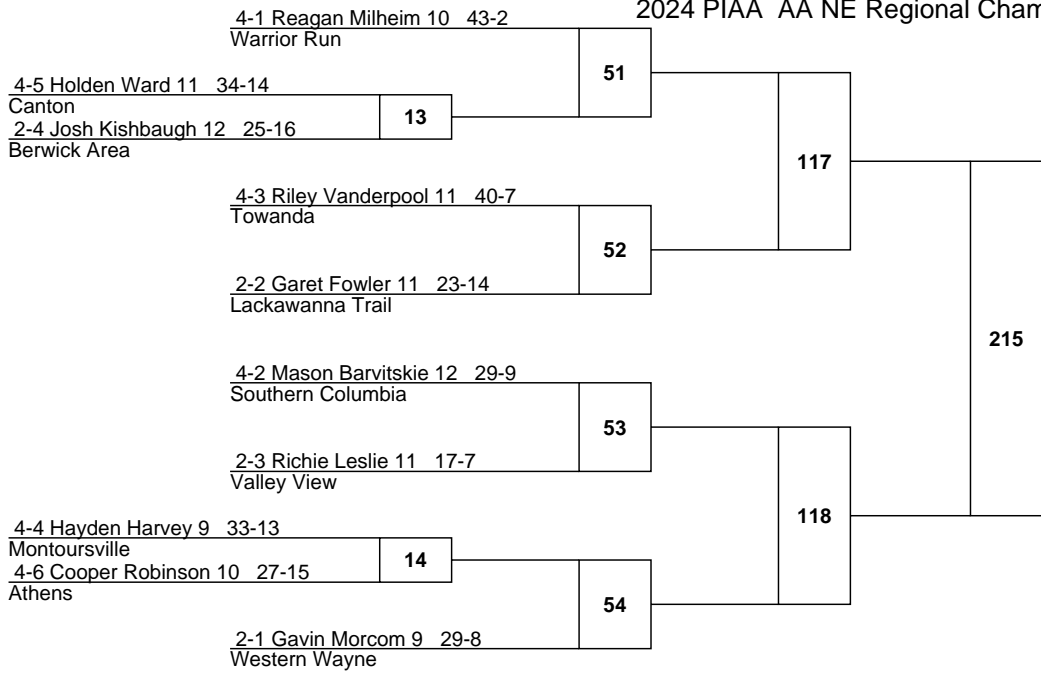 2024 PIAA AA NE Regional Cham
4-1 Reagan Milheim 10 43-2
Warrior Run
51
4-5 Holden Ward 11 34-14
Canton
13
2-4 Josh Kishbaugh 12 25-16
Berwick Area
117
4-3 Riley Vanderpool 11 40-7
Towanda
52
2-2 Garet Fowler 11 23-14
Lackawanna Trail
215
4-2 Mason Barvitskie 12 29-9
Southern Columbia
53
2-3 Richie Leslie 11 17-7
Valley View
118
4-4 Hayden Harvey 9 33-13
Montoursville
14
4-6 Cooper Robinson 10 27-15
Athens
54
2-1 Gavin Morcom 9 29-8
Western Wayne